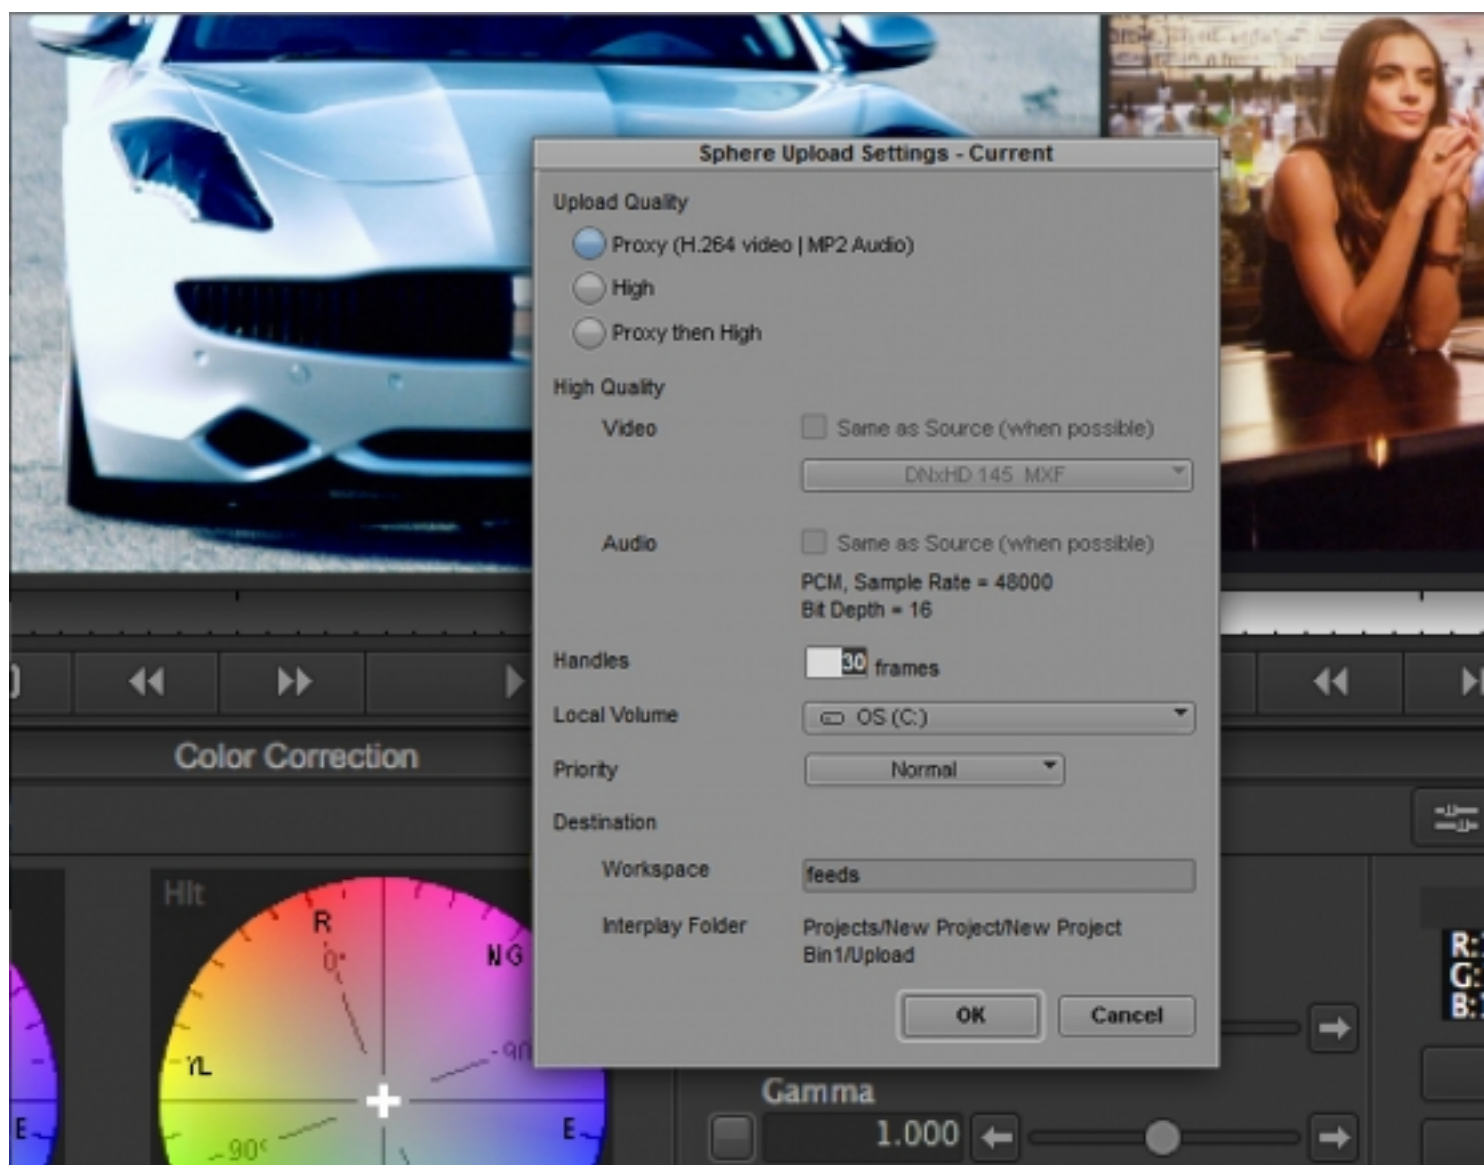 Sphere Upload Settings - Current
Upload Quality
Proxy (H.264 video | MP2 Audio)
High
Proxy then High
High Quality
Video
Same as Source (when possible)
DNxHD 145 MXF
Audio
Same as Source (when possible)
PCM, Sample Rate = 48000
Bit Depth = 16
Handles
30 frames
Local Volume
OS (C:)
Priority
Normal
Destination
Workspace
feeds
Interplay Folder
Projects/New Project/New Project
Bin1/Upload
OK
Cancel
Color Correction
Hlt
R
0°
NG
YL
-90
-90°
E
E
Gamma
1.000
R:
G:
B: